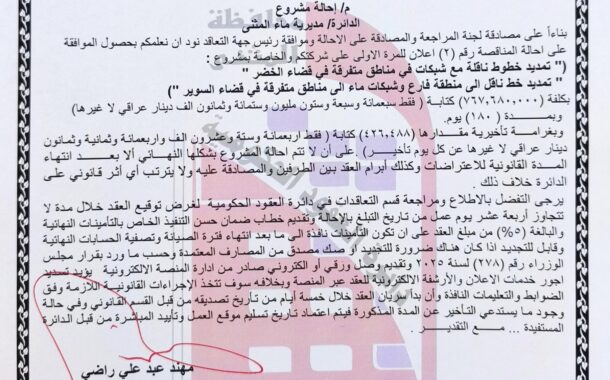 م/ إحالة مشروع
الدائرة/ مديرية ماء المثنى
بناءاً على مصادقة لجنة المراجعة والمصادقة على الاحالة وموافقة رئيس جهة التعاقد نود ان نعلمكم بحصول الموافقة
على احالة المناقصة رقم (٢) اعلان للمرة الاولى على شركتكم والخاصة بمشروع :
(" تمديد خطوط ناقلة مع شبكات في مناطق متفرقة في قضاء الخضر "
" تمديد خط ناقل الى منطقة فارع وشبكات ماء الى مناطق متفرقة في قضاء السوير ")
بكلفة (٧٦٧,٦٨٠,٠٠٠) كتابة ( فقط سبعمائة وسبعة وستون مليون وستمائة وثمانون الف دينار عراقي لا غيرها)
وبمدة (١٨٠) يوم.
وبغرامة تأخيرية مقدارها (٤٢٦,٤٨٨) كتابة ( فقط اربعمائة وستة وعشرون الف واربعمائة وثمانية وثمانون
دينار عراقي لا غيرها عن كل يوم تأخير) على أن لا تتم احالة المشروع بشكلها النهائي ألا بعد انتهاء
المدة القانونية للاعتراضات وكذلك أبرام العقد بين الطرفين والمصادقة عليه ولا يترتب أي أثر قانوني على
الدائرة خلاف ذلك .
يرجى التفضل بالاطلاع ومراجعة قسم التعاقدات في دائرة العقود الحكومية لغرض توقيع العقد خلال مدة لا
تتجاوز أربعة عشر يوم عمل من تاريخ التبلغ بالإحالة وتقديم خطاب ضمان حسن التنفيذ الخاص بالتأمينات النهائية
والبالغة (٥%) من مبلغ العقد على ان تكون التأمينات نافذة الى ما بعد انتهاء فترة الصيانة وتصفية الحسابات النهائية
وقابل للتجديد اذا كان هناك ضرورة للتجديد او صك مصدق من المصارف المعتمدة وحسب ما ورد بقرار مجلس
الوزراء رقم (٢٧٨) لسنة ٢٠٢٥ وتقديم وصل ورقي أو الكتروني صادر من ادارة المنصة الالكترونية يؤيد تسديد
اجور خدمات الاعلان والأرشفة الالكترونية للعقد عبر المنصة وبخلافه سوف تتخذ الإجراءات القانونية اللازمة وفق
الضوابط والتعليمات النافذة وأن بدأ سريان العقد خلال خمسة أيام من تاريخ تصديقه من قبل القسم القانوني وفي حالة
وجود ما يستدعي التأخير عن المدة المذكورة فيتم اعتماد تاريخ تسليم موقع العمل وتأييد المباشرة من قبل الدائرة
المستفيدة ... مع التقدير .
مهند عبد علي راضي